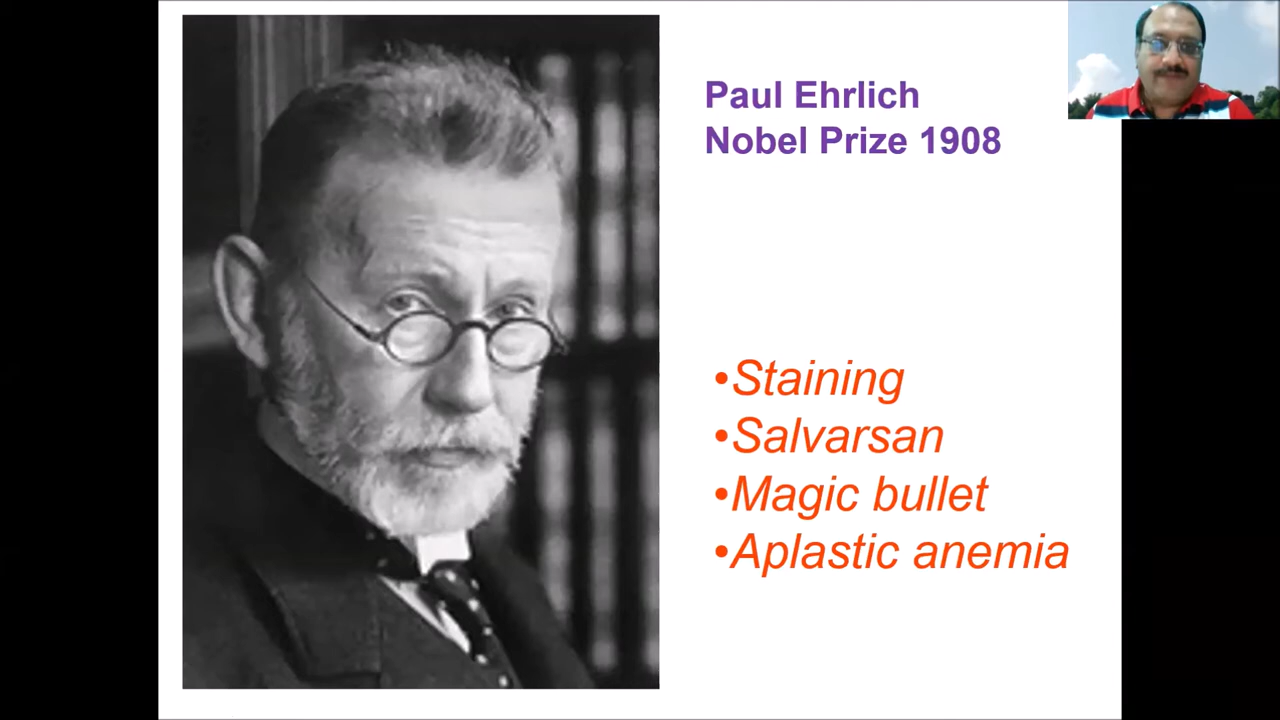 Paul Ehrlich
Nobel Prize 1908
•Staining
•Salvarsan
•Magic bullet
•Aplastic anemia